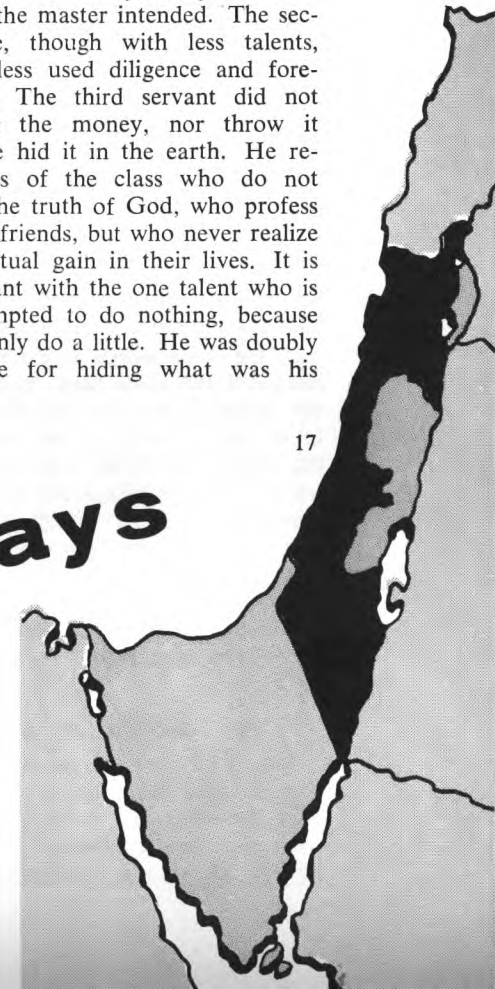 the master intended. The sec-
e, though with less talents,
less used diligence and fore-
The third servant did not
the money, nor throw it
e hid it in the earth. He re-
s of the class who do not
he truth of God, who profess
friends, but who never realize
tual gain in their lives. It is
nt with the one talent who is
mpted to do nothing, because
nly do a little. He was doubly
e for hiding what was his
17
ays